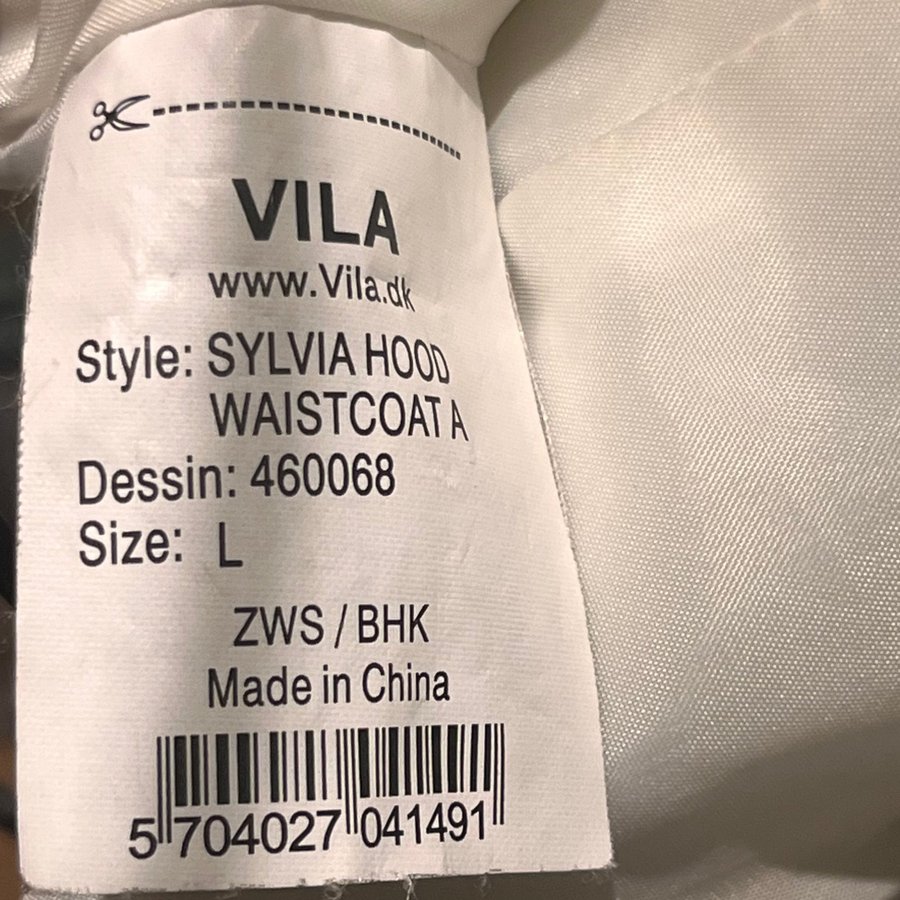 VILA
www.Vila.dk
Style: SYLVIA HOOD
WAISTCOAT A
Dessin: 460068
Size: L
ZWS / BHK
Made in China
5 704027 041491